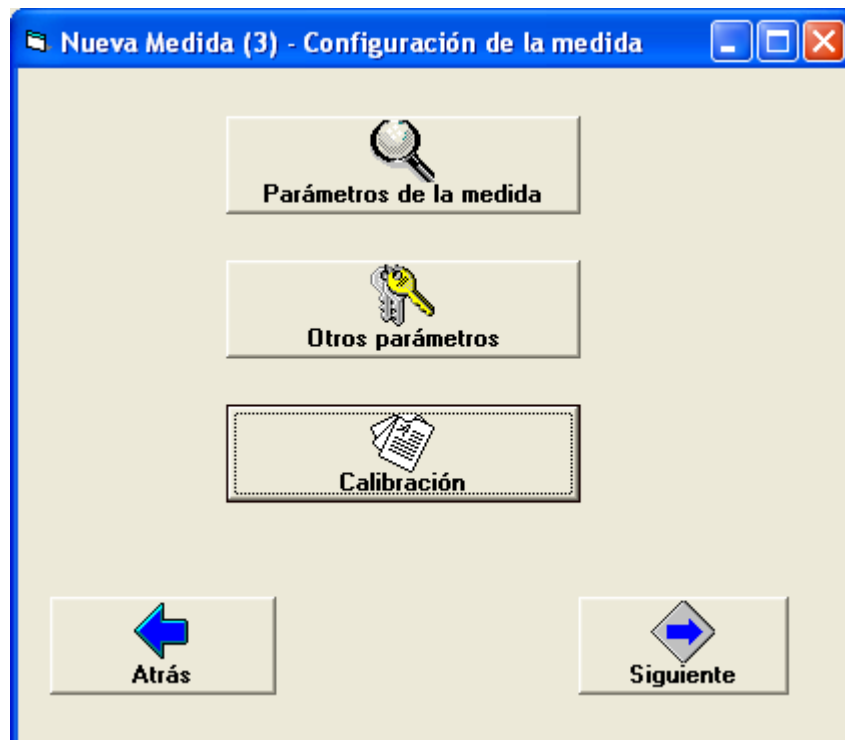 Nueva Medida (3) - Configuración de la medida
Parámetros de la medida
Otros parámetros
Calibración
Atrás
Siguiente